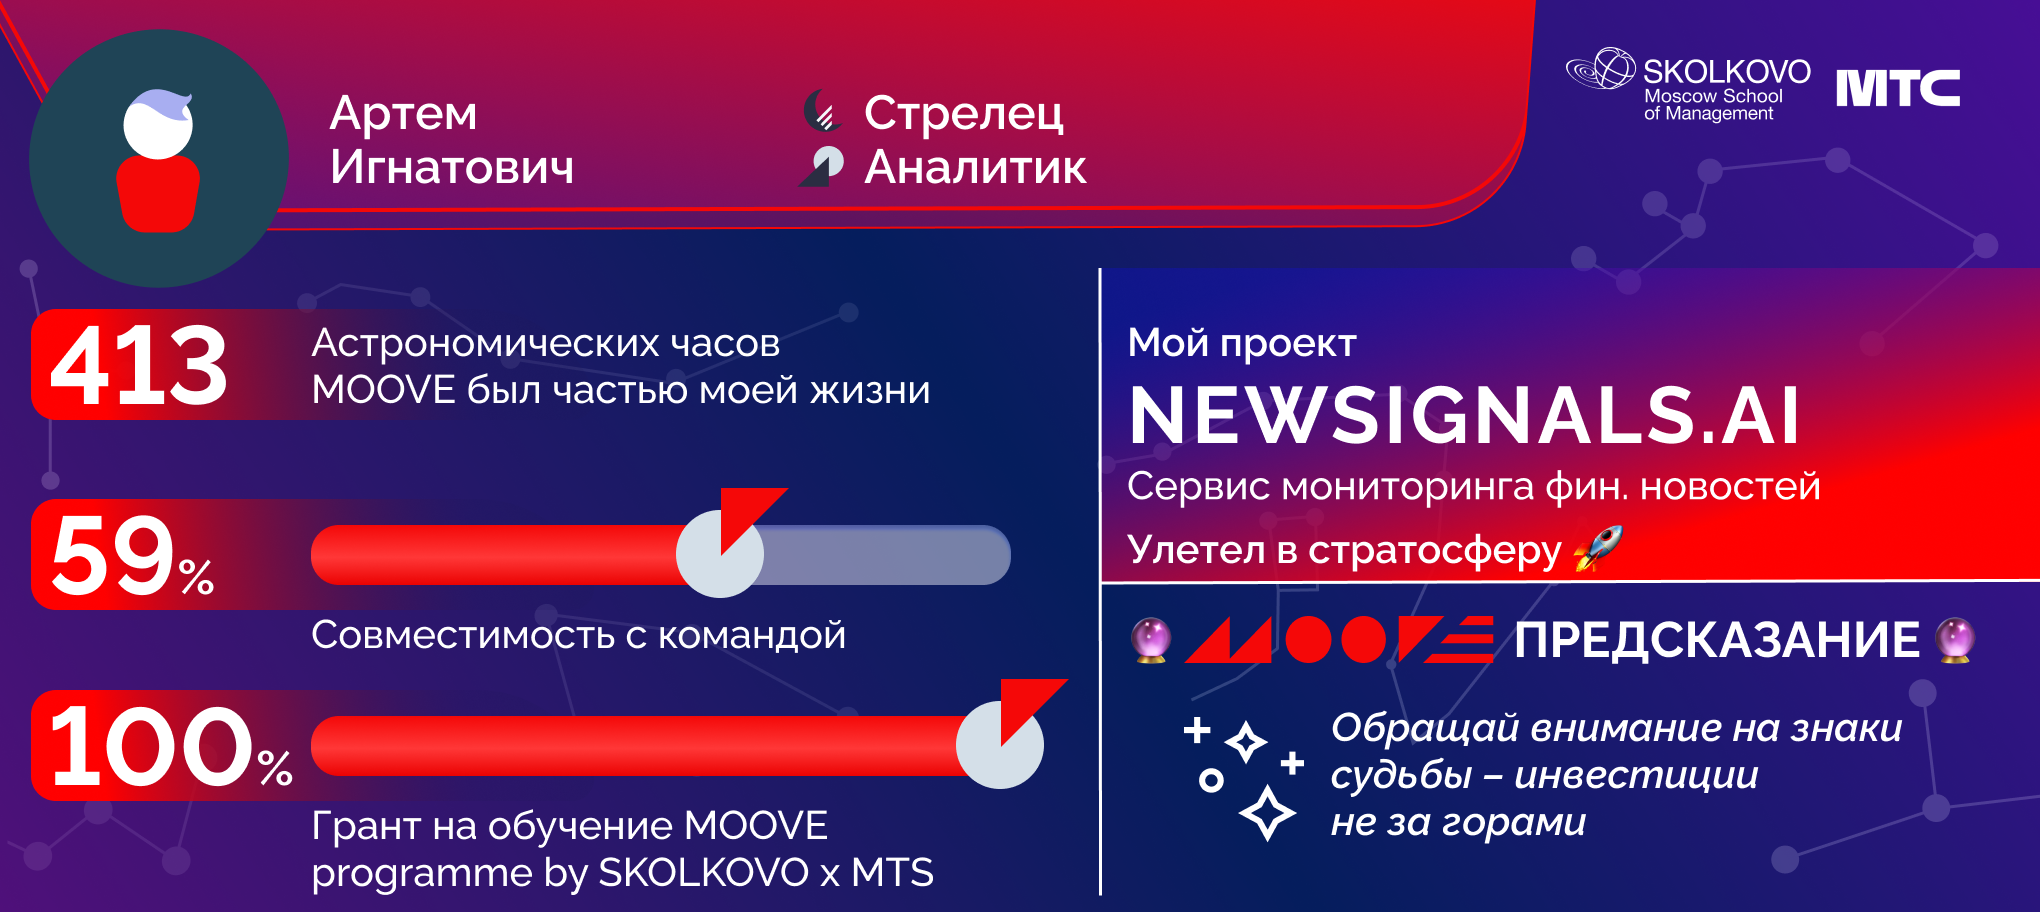 Артем
Игнатович
Стрелец
Аналитик
SKOLKOVO
Moscow School
of Management
МТС
413
Астрономических часов
MOOVE был частью моей жизни
59%
Совместимость с командой
100%
Грант на обучение MOOVE
programme by SKOLKOVO x MTS
Мой проект
NEWSIGNALS.AI
Сервис мониторинга фин. новостей
Улетел в стратосферу 🚀
🔮 MOOVE ПРЕДСКАЗАНИЕ 🔮
Обращай внимание на знаки
судьбы – инвестиции
не за горами